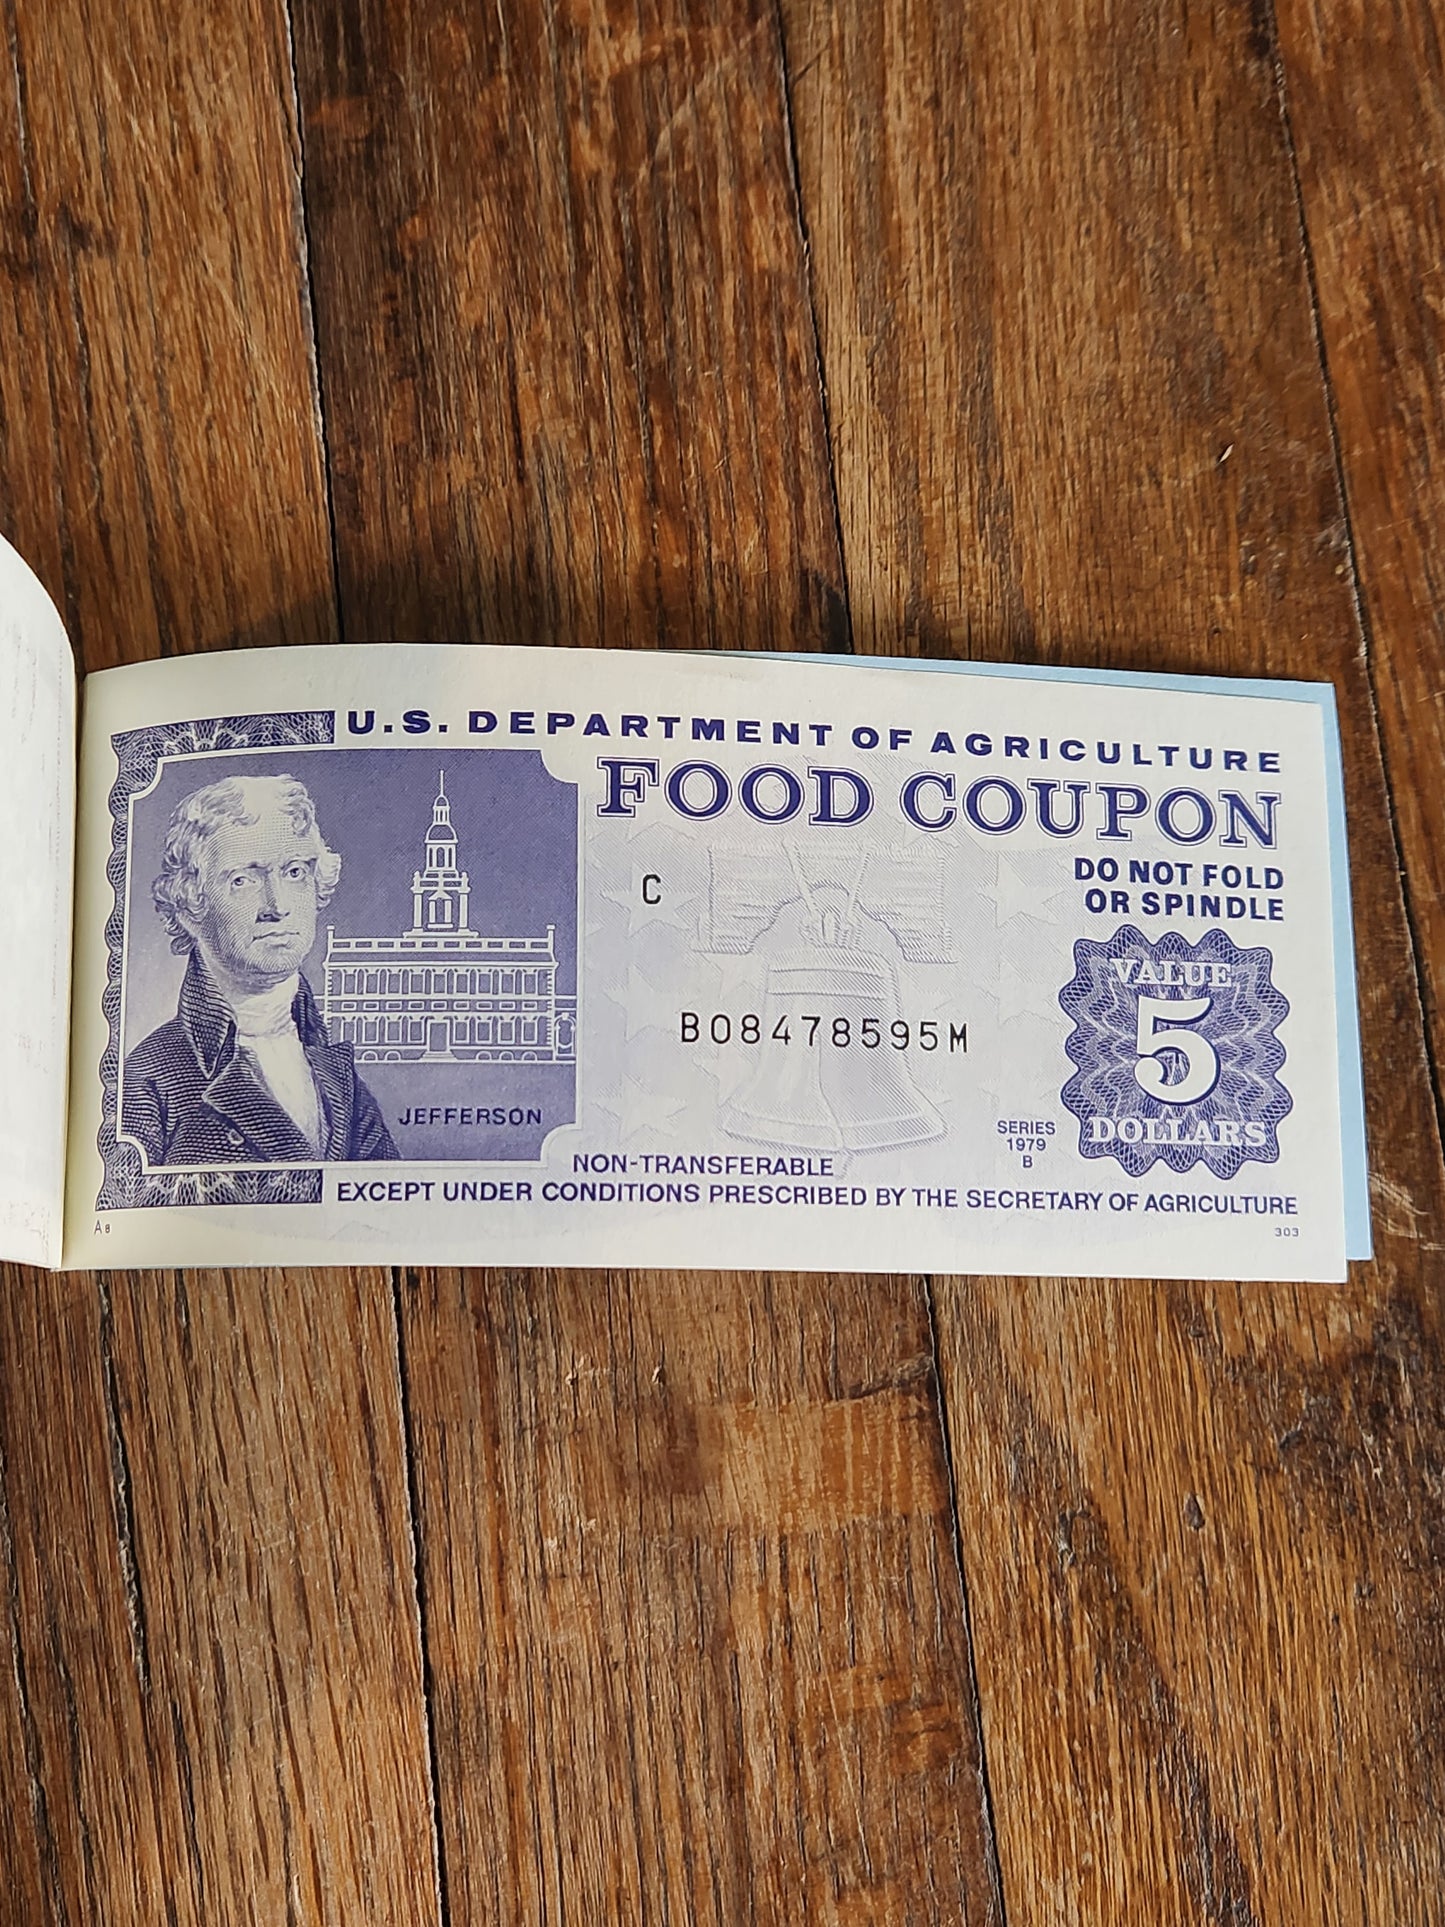 U.S. DEPARTMENT OF AGRICULTURE
FOOD COUPON
DO NOT FOLD
OR SPINDLE
C
VALUE
5
DOLLARS
B08478595M
JEFFERSON
SERIES
1979
B
NON-TRANSFERABLE
EXCEPT UNDER CONDITIONS PRESCRIBED BY THE SECRETARY OF AGRICULTURE
A 8
303